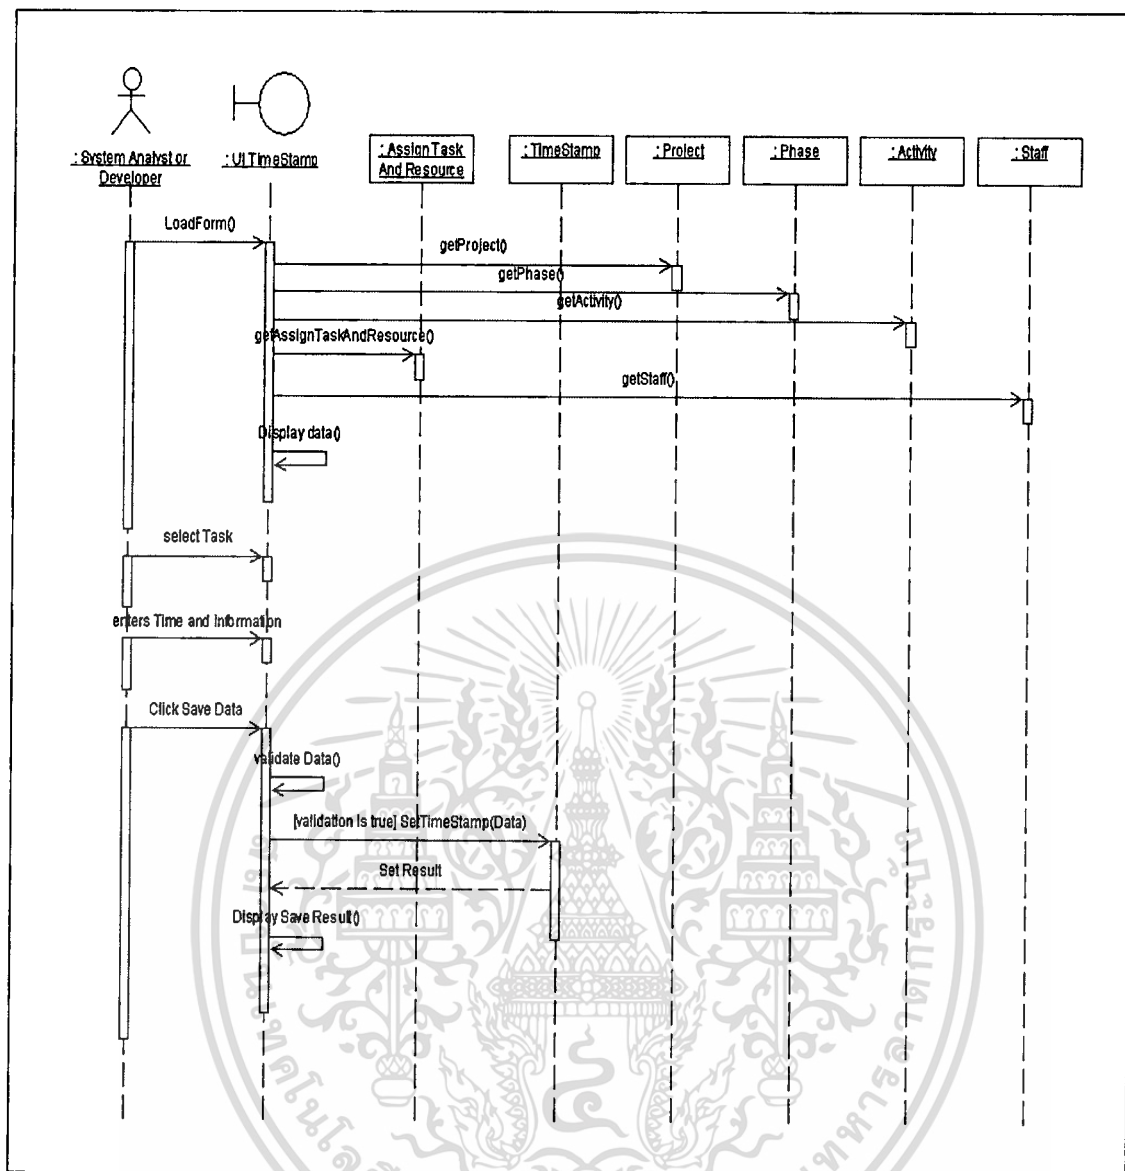 : System Analyst or
Developer
: UI TimeStamp
: Assign Task
And Resource
: TimeStamp
: Project
: Phase
: Activity
: Staff
LoadForm()
getProject()
getPhase()
getActivity()
getAssignTaskAndResource()
getStaff()
Display data()
select Task
enters Time and Information
Click Save Data
validate Data()
[validation is true] SetTimeStamp(Data)
Set Result
Display Save Result()